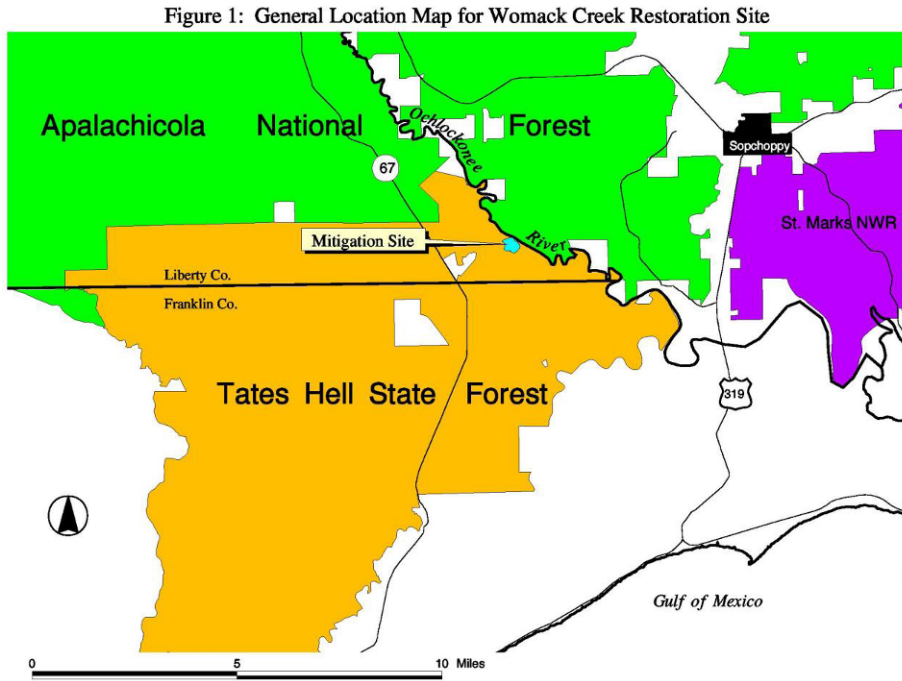 Figure 1: General Location Map for Womack Creek Restoration Site
Apalachicola National Forest
Ochlockonee
River
67
Sopchoppy
St. Marks NWR
Mitigation Site
Liberty Co.
Franklin Co.
Tates Hell State Forest
319
Gulf of Mexico
0 5 10 Miles